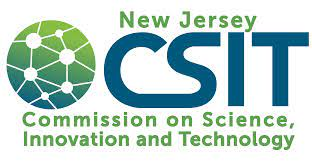 New Jersey
CSIT
Commission on Science,
Innovation and Technology